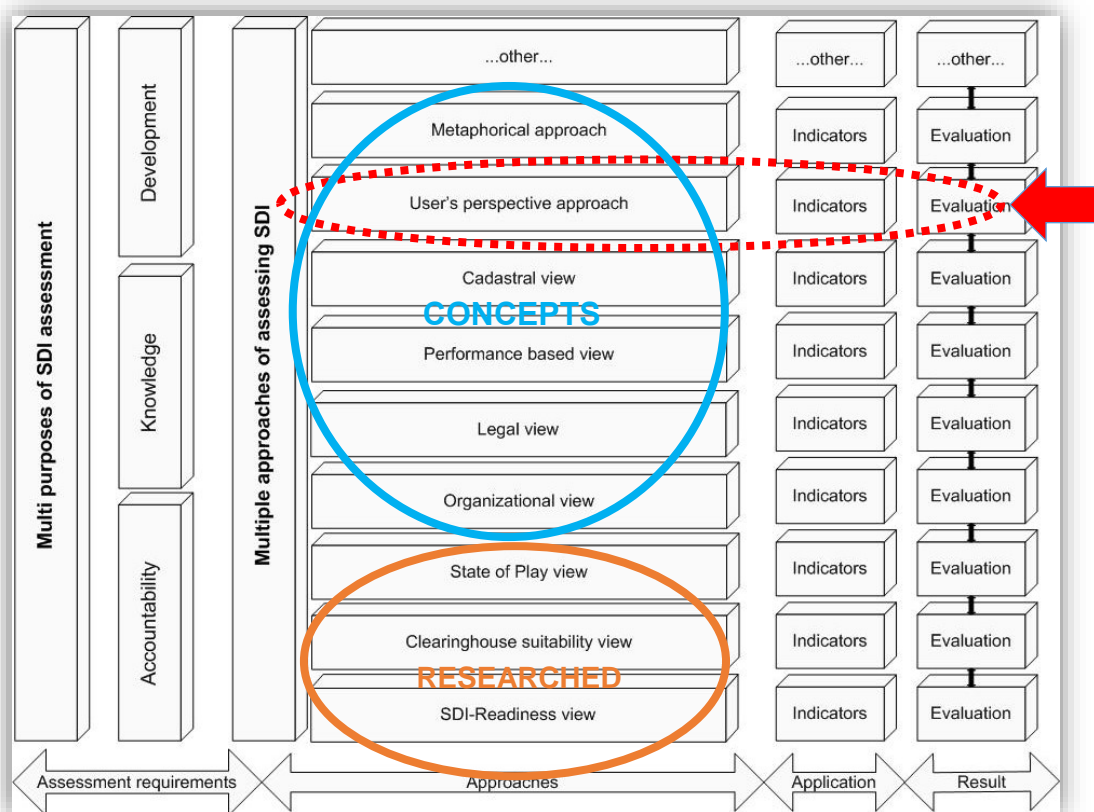 Multi purposes of SDI assessment
Development
Knowledge
Accountability
Multiple approaches of assessing SDI
...other...
...other...
...other...
Metaphorical approach
Indicators
Evaluation
User's perspective approach
Indicators
Evaluation
Cadastral view
Indicators
Evaluation
CONCEPTS
Performance based view
Indicators
Evaluation
Legal view
Indicators
Evaluation
Organizational view
Indicators
Evaluation
State of Play view
Indicators
Evaluation
Clearinghouse suitability view
Indicators
Evaluation
RESEARCHED
SDI-Readiness view
Indicators
Evaluation
Assessment requirements
Approaches
Application
Result